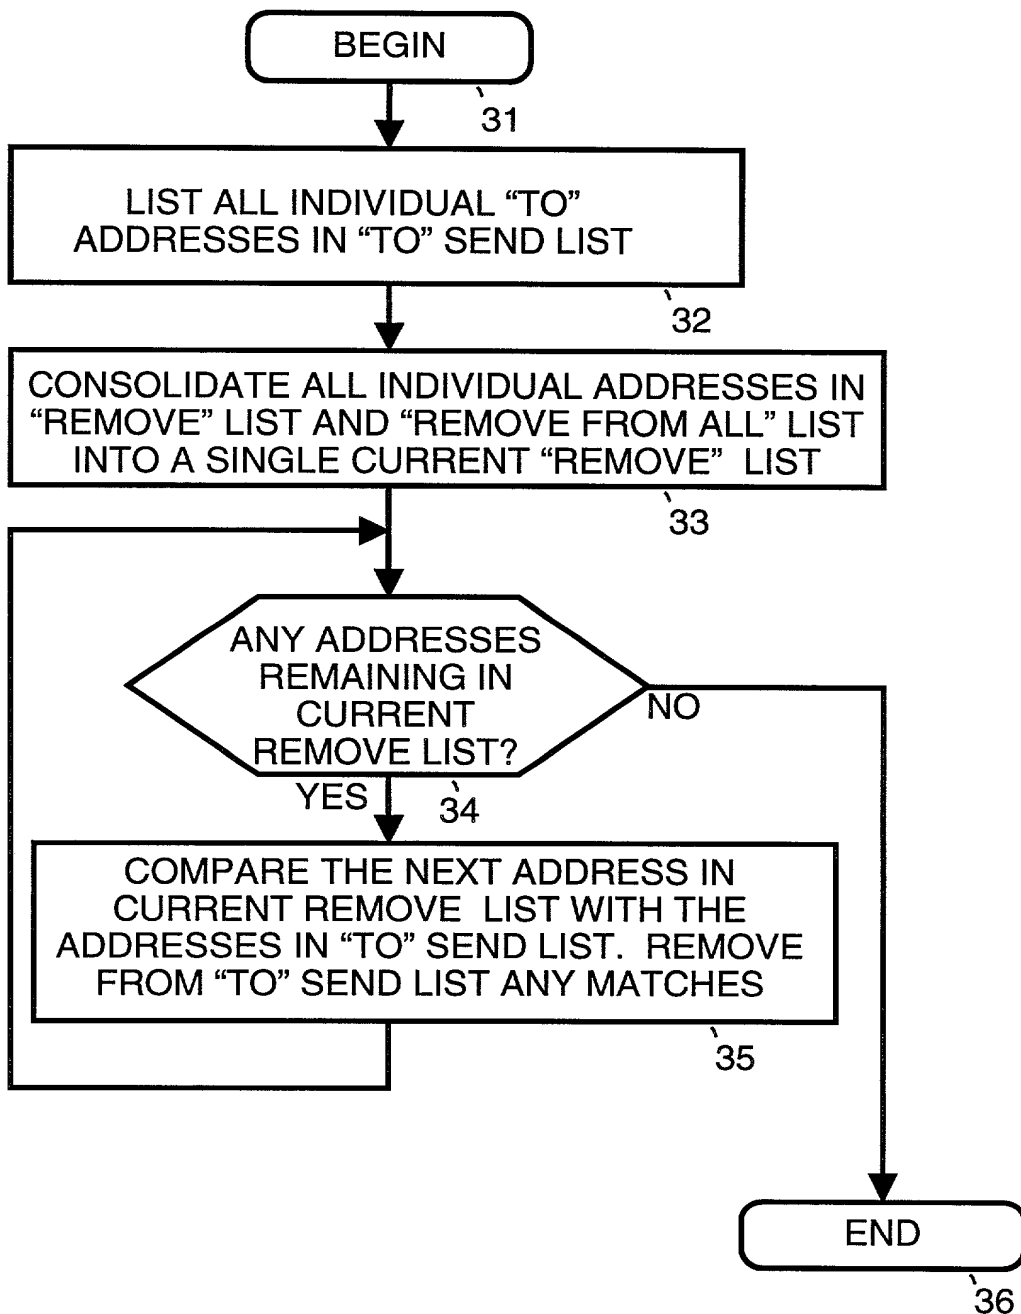 BEGIN
31
LIST ALL INDIVIDUAL “TO”
ADDRESSES IN “TO” SEND LIST
32
CONSOLIDATE ALL INDIVIDUAL ADDRESSES IN
“REMOVE” LIST AND “REMOVE FROM ALL” LIST
INTO A SINGLE CURRENT “REMOVE” LIST
33
ANY ADDRESSES
REMAINING IN
CURRENT
REMOVE LIST?
NO
YES
34
COMPARE THE NEXT ADDRESS IN
CURRENT REMOVE LIST WITH THE
ADDRESSES IN “TO” SEND LIST. REMOVE
FROM “TO” SEND LIST ANY MATCHES
35
END
36